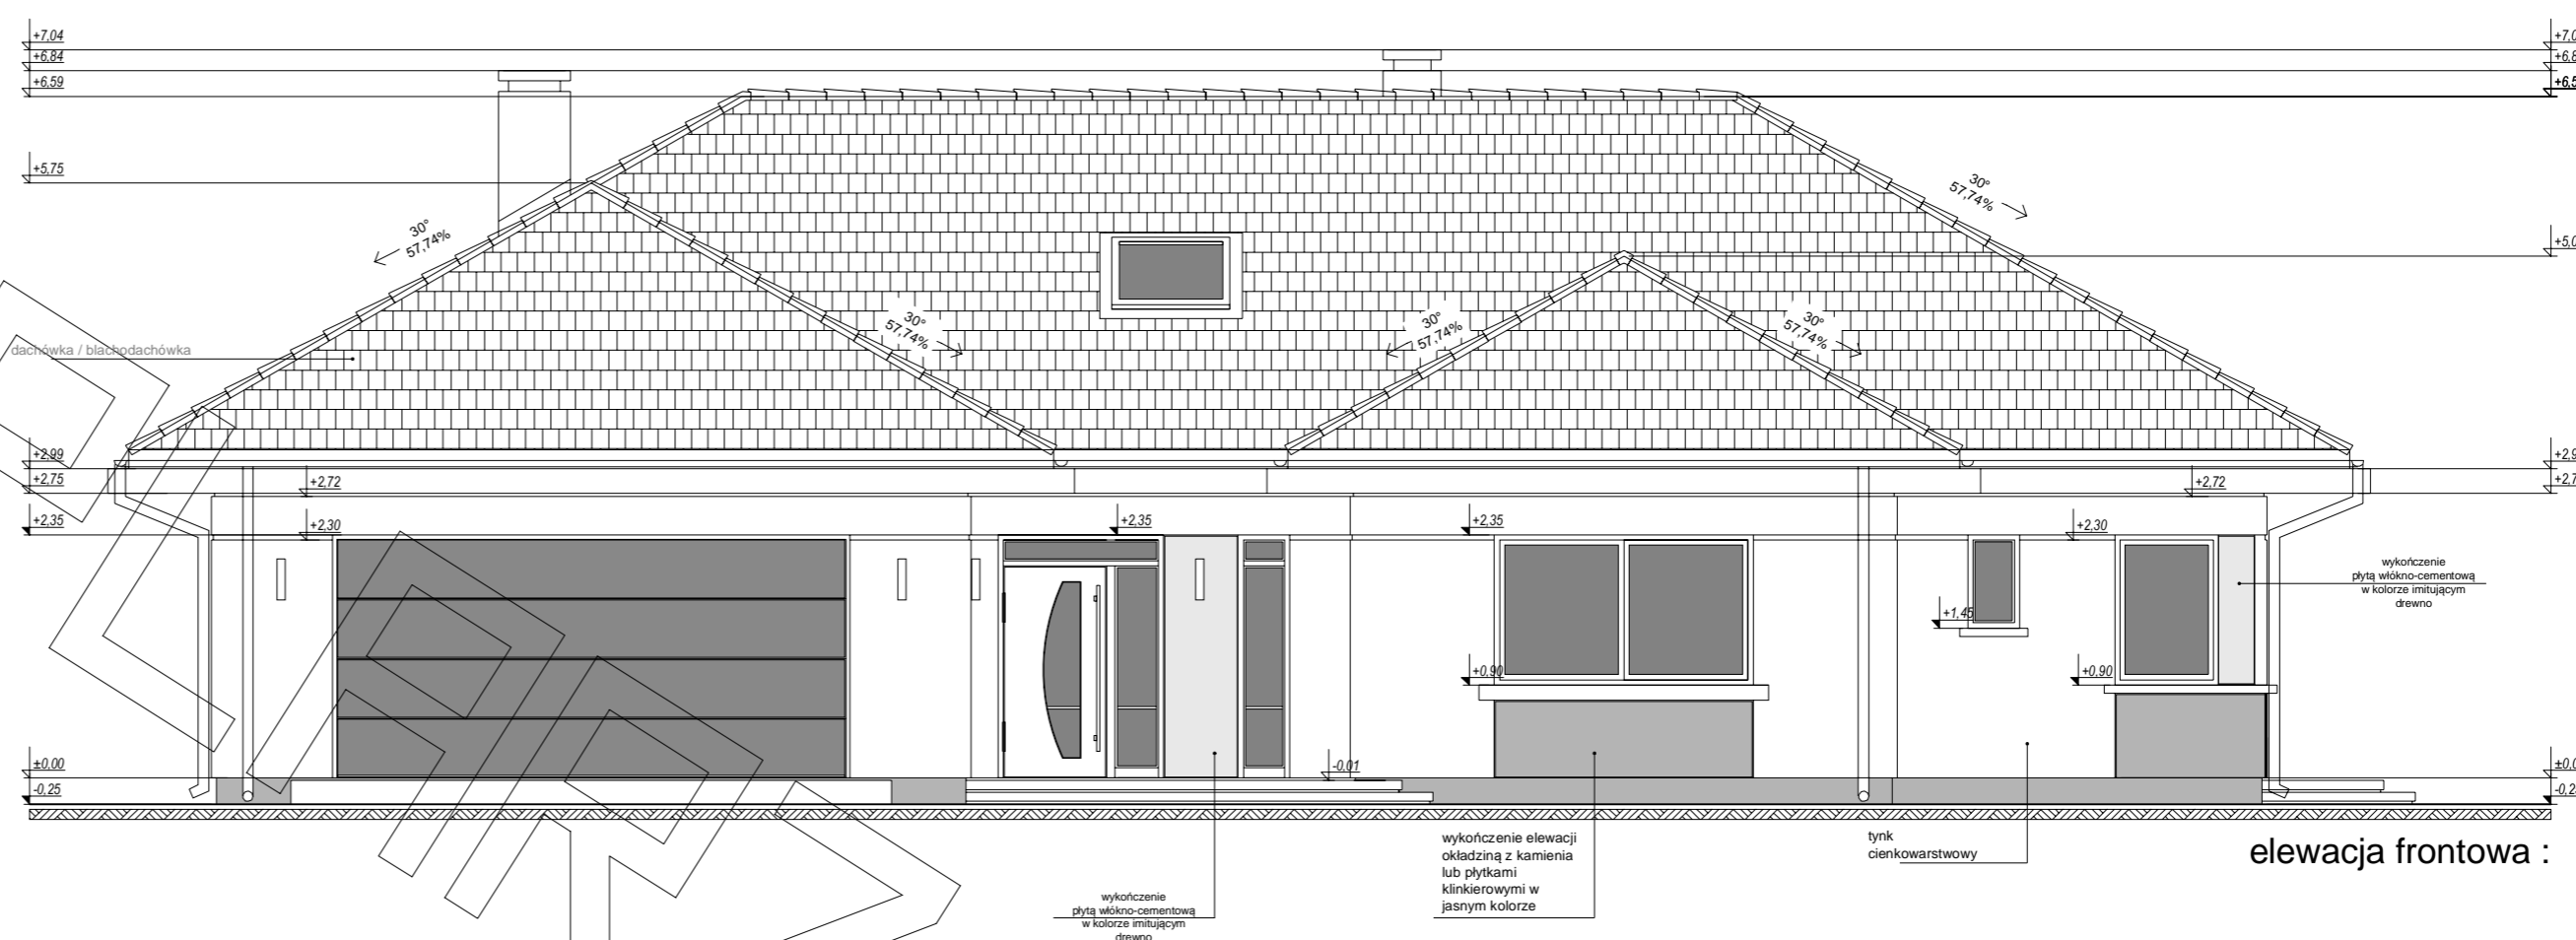 +7,04
+6,84
+6,59
+5,75
30°
57,74%
30°
57,74%
30°
57,74%
30°
57,74%
30°
57,74%
dachówka / blachodachówka
+2,99
+2,75
+2,35
+2,72
+2,30
+2,35
+2,35
+2,72
+2,30
+1,45
+0,90
+0,90
±0,00
-0,25
-0,01
wykończenie
płytą włókno-cementową
w kolorze imitującym
drewno
wykończenie
płytą włókno-cementową
w kolorze imitującym
drewno
wykończenie elewacji
okładziną z kamienia
lub płytkami
klinkierowymi w
jasnym kolorze
tynk
cienkowarstwowy
elewacja frontowa :